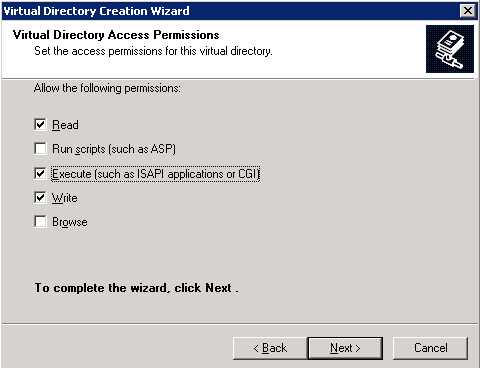 Virtual Directory Creation Wizard
Virtual Directory Access Permissions
Set the access permissions for this virtual directory.
Allow the following permissions:
Read
Run scripts (such as ASP)
Execute (such as ISAPI applications or CGI)
Write
Browse
To complete the wizard, click Next .
< Back
Next >
Cancel